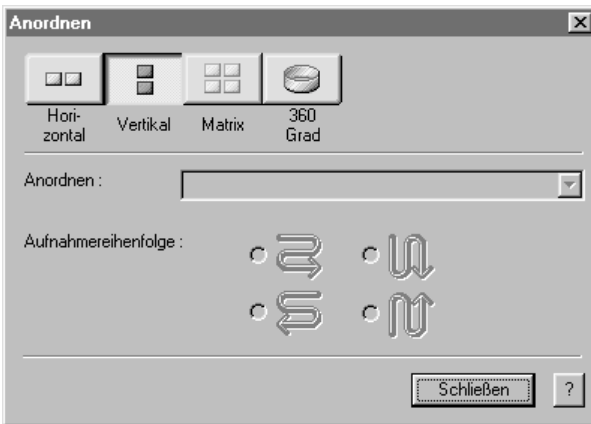 Anordnen
Hori-
zontal
Vertikal
Matrix
360
Grad
Anordnen :
Aufnahmereihenfolge :
Schließen
?